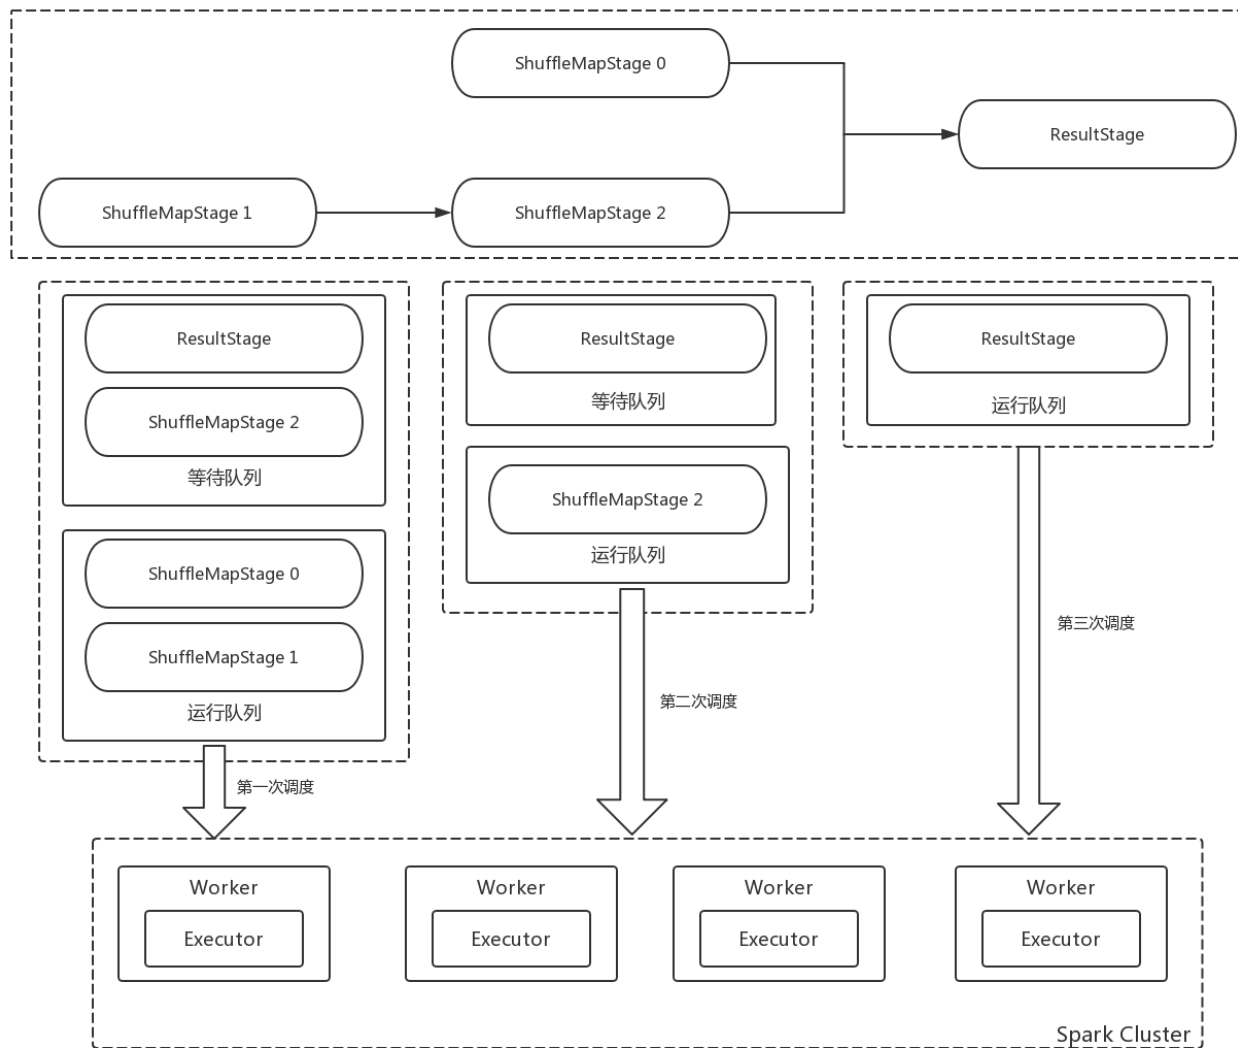 ShuffleMapStage 0
ResultStage
ShuffleMapStage 1
ShuffleMapStage 2
ResultStage
ShuffleMapStage 2
等待队列
ShuffleMapStage 0
ShuffleMapStage 1
运行队列
第一次调度
ResultStage
等待队列
ShuffleMapStage 2
运行队列
第二次调度
ResultStage
运行队列
第三次调度
Worker
Executor
Worker
Executor
Worker
Executor
Worker
Executor
Spark Cluster